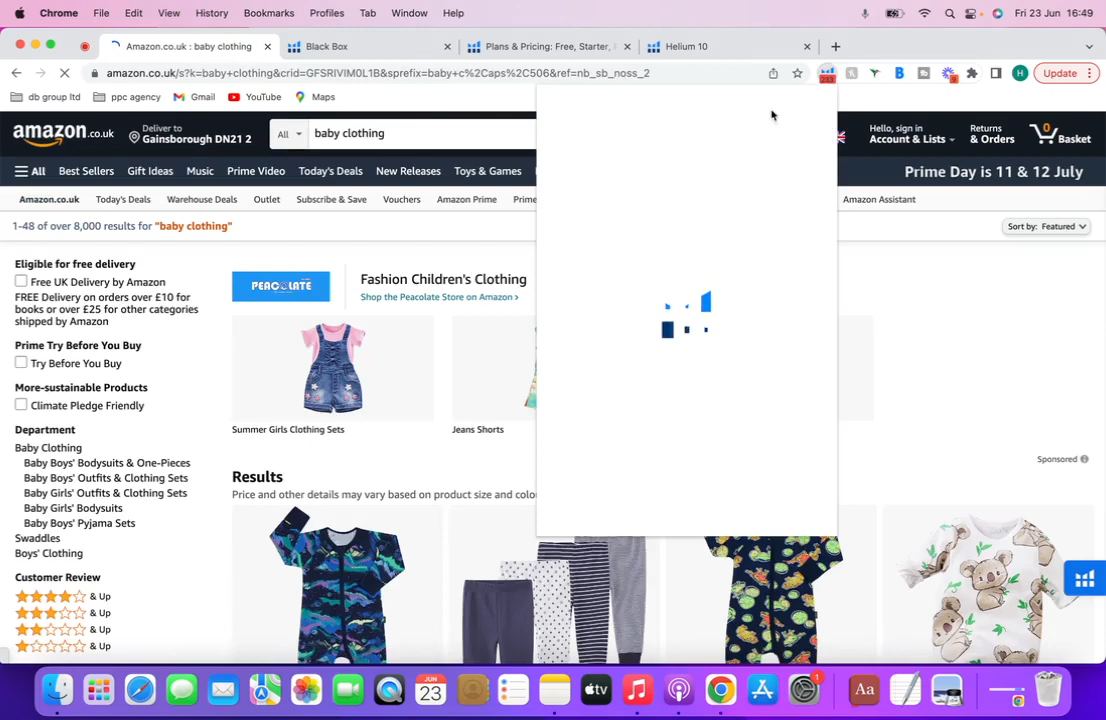 Chrome File Edit View History Bookmarks Profiles Tab Window Help Fri 23 Jun 16:49
Amazon.co.uk : baby clothing Black Box Plans & Pricing: Free, Starter, Helium 10
amazon.co.uk/s?k=baby+clothing&crid=GFSRIVIM0L1B&sprefix=baby+c%2Caps%2C506&ref=nb_sb_noss_2 233 Update
db group ltd ppc agency Gmail YouTube Maps
amazon.co.uk Deliver to Gainsborough DN21 2 All baby clothing Hello, sign in Account & Lists Returns & Orders 0 Basket
All Best Sellers Gift Ideas Music Prime Video Today's Deals New Releases Toys & Games Prime Day is 11 & 12 July
Amazon.co.uk Today's Deals Warehouse Deals Outlet Subscribe & Save Vouchers Amazon Prime Prime Amazon Assistant
1-48 of over 8,000 results for "baby clothing" Sort by: Featured
Eligible for free delivery
Free UK Delivery by Amazon
FREE Delivery on orders over £10 for
books or over £25 for other categories
shipped by Amazon
Prime Try Before You Buy
Try Before You Buy
More-sustainable Products
Climate Pledge Friendly
Department
Baby Clothing
Baby Boys' Bodysuits & One-Pieces
Baby Boys' Outfits & Clothing Sets
Baby Girls' Outfits & Clothing Sets
Baby Girls' Bodysuits
Baby Boys' Pyjama Sets
Swaddles
Boys' Clothing
Customer Review
& Up
& Up
& Up
& Up
PEACOLATE
Fashion Children's Clothing
Shop the Peacolate Store on Amazon ›
Summer Girls Clothing Sets
Jeans Shorts
Sponsored
Results
Price and other details may vary based on product size and colo
JUN
23
tv
1
Aa